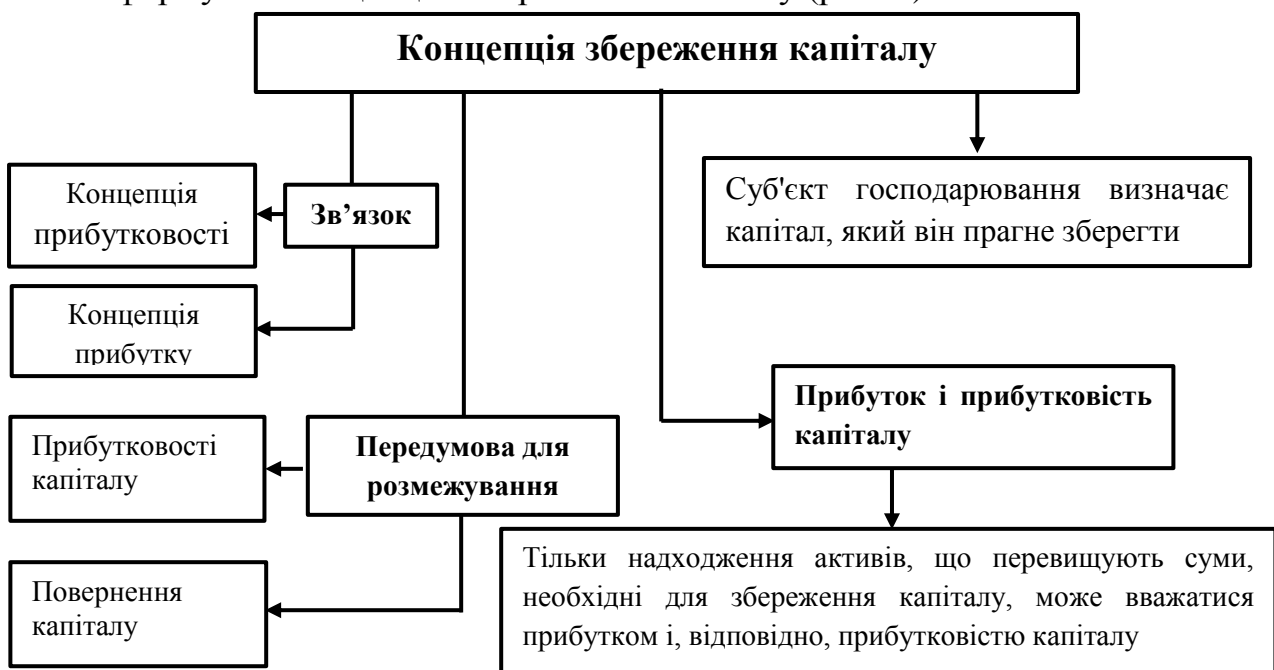 Концепція збереження капіталу
Концепція
прибутковості
Зв’язок
Суб'єкт господарювання визначає
капітал, який він прагне зберегти
Концепція
прибутку
Прибуток і прибутковість
капіталу
Прибутковості
капіталу
Передумова для
розмежування
Тільки надходження активів, що перевищують суми,
необхідні для збереження капіталу, може вважатися
прибутком і, відповідно, прибутковістю капіталу
Повернення
капіталу